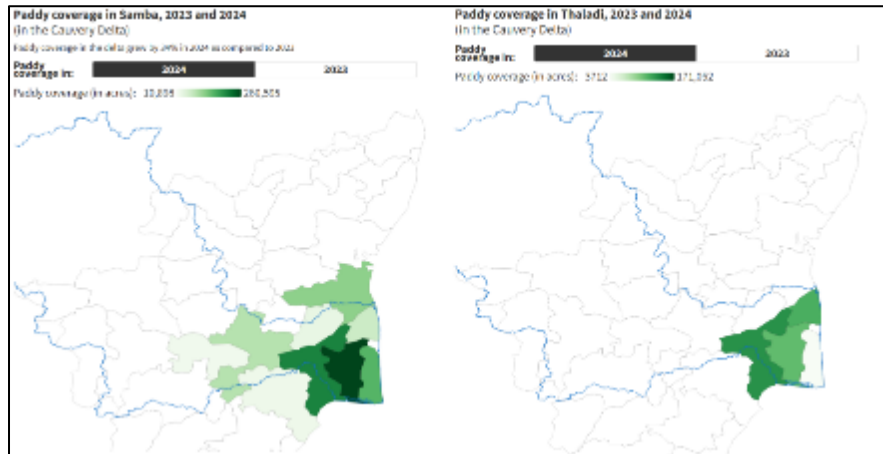 Paddy coverage in Samba, 2023 and 2024
(in the Cauvery Delta)
Paddy coverage in the delta grew by 34% in 2024 as compared to 2023
Paddy coverage in:
2024
2023
Paddy coverage (in acres):
Paddy coverage in Thaladi, 2023 and 2024
(in the Cauvery Delta)
Paddy coverage in:
2024
2023
Paddy coverage (in acres): 3712